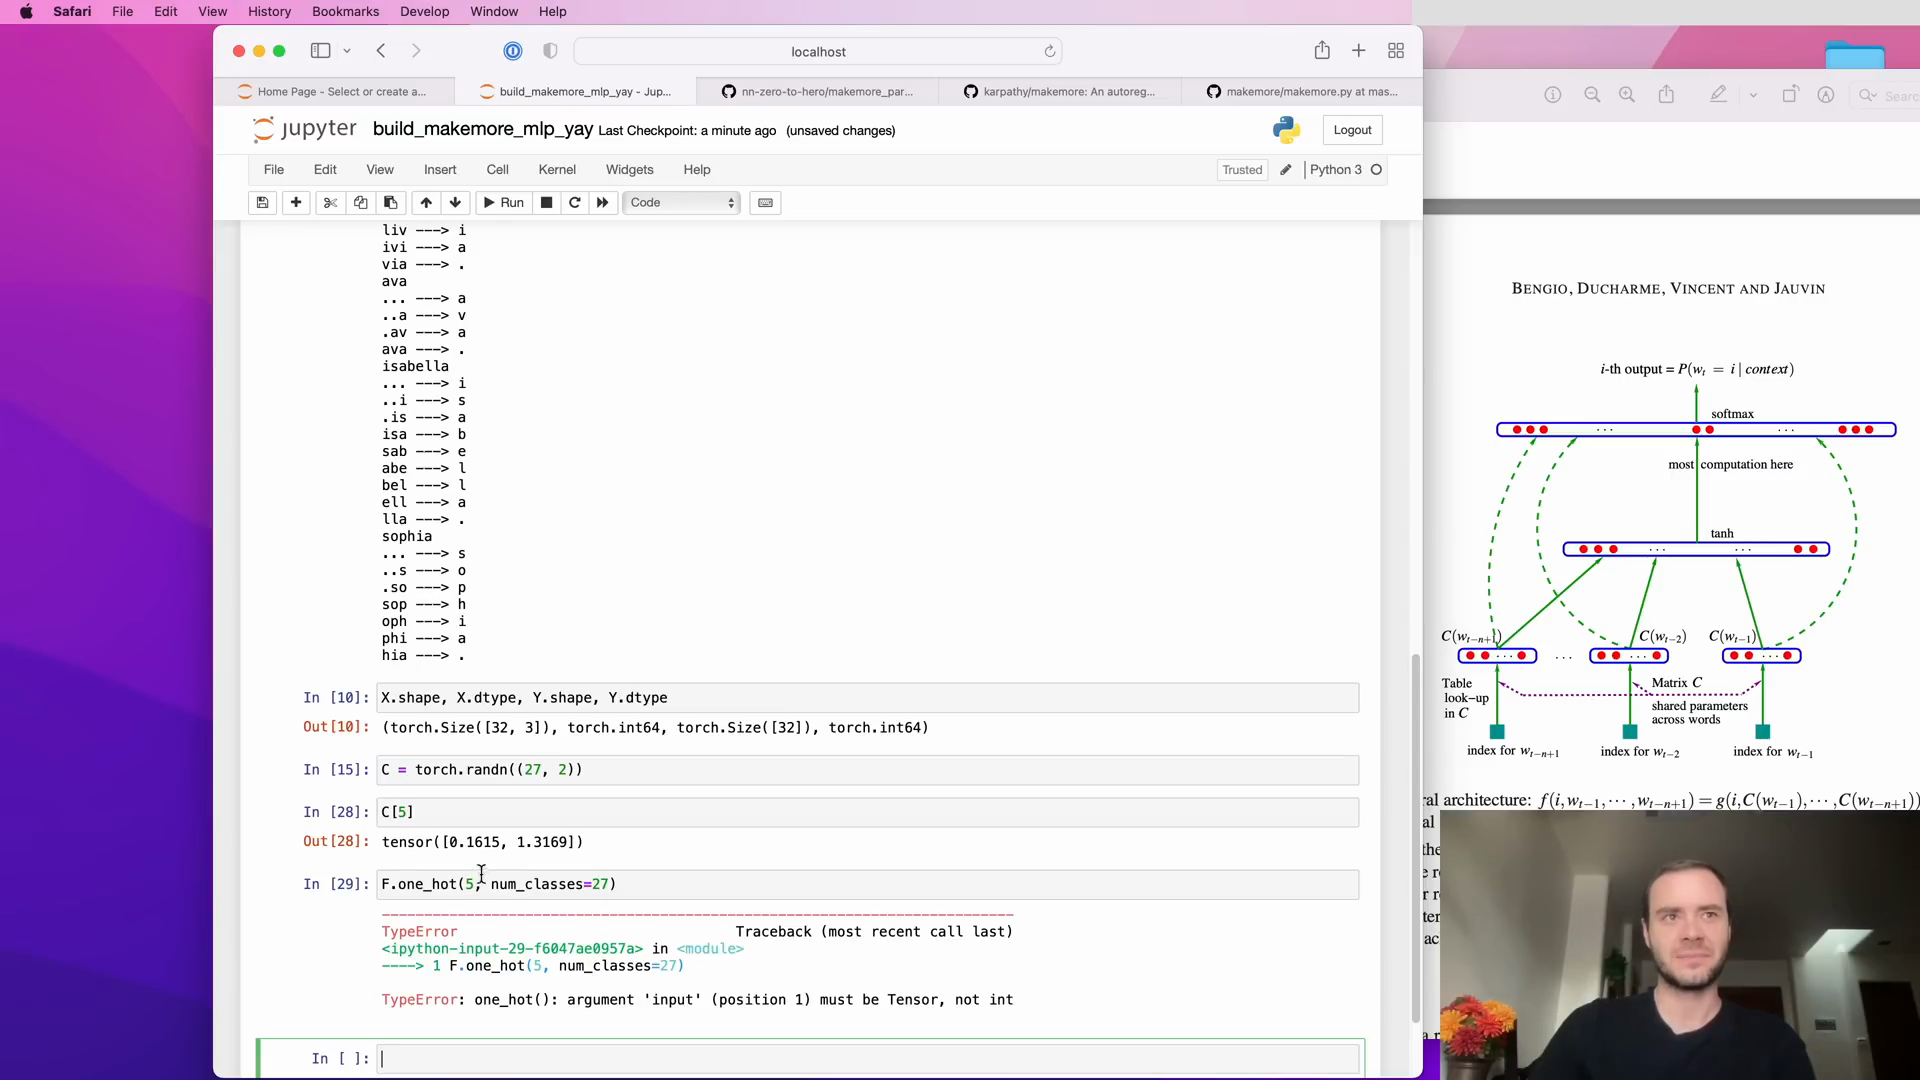 Safari File Edit View History Bookmarks Develop Window Help
localhost
Home Page - Select or create a...
build_makemore_mlp_yay - Jup...
nn-zero-to-hero/makemore_par...
karpathy/makemore: An autoreg...
makemore/makemore.py at mas...
jupyter build_makemore_mlp_yay Last Checkpoint: a minute ago (unsaved changes)
Logout
File Edit View Insert Cell Kernel Widgets Help
Trusted
Python 3
Run
Code
liv ---> i
ivi ---> a
via ---> .
ava
... ---> a
..a ---> v
.av ---> a
ava ---> .
isabella
... ---> i
..i ---> s
.is ---> a
isa ---> b
sab ---> e
abe ---> l
bel ---> l
ell ---> a
lla ---> .
sophia
... ---> s
..s ---> o
.so ---> p
sop ---> h
oph ---> i
phi ---> a
hia ---> .
In [10]: X.shape, X.dtype, Y.shape, Y.dtype
Out[10]: (torch.Size([32, 3]), torch.int64, torch.Size([32]), torch.int64)
In [15]: C = torch.randn((27, 2))
In [28]: C[5]
Out[28]: tensor([0.1615, 1.3169])
In [29]: F.one_hot(5, num_classes=27)
---------------------------------------------------------------------------
TypeError Traceback (most recent call last)
<ipython-input-29-f6047ae0957a> in <module>
----> 1 F.one_hot(5, num_classes=27)
TypeError: one_hot(): argument 'input' (position 1) must be Tensor, not int
In [ ]:
Search
BENGIO, DUCHARME, VINCENT AND JAUVIN
i-th output = P(w_t = i | context)
softmax
...
...
most computation here
tanh
...
...
C(w_{t−n+1})
C(w_{t−2})
C(w_{t−1})
...
...
...
...
Table
look−up
in C
Matrix C
shared parameters
across words
index for w_{t−n+1}
index for w_{t−2}
index for w_{t−1}
ral architecture: f(i,w_{t−1},···,w_{t−n+1}) = g(i,C(w_{t−1}),···,C(w_{t−n+1}))